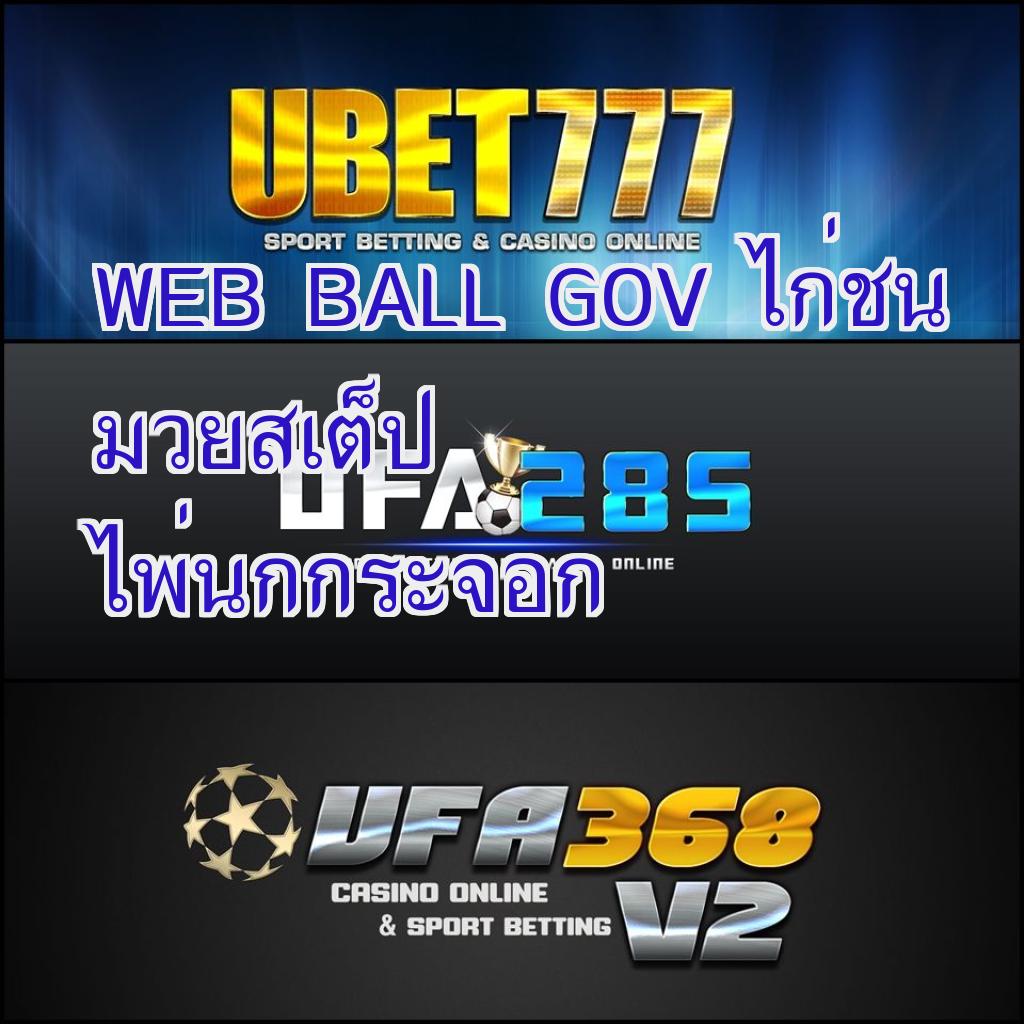 UBET777
SPORT BETTING & CASINO ONLINE
WEB BALL GOV ไก่ชน
มวยสเต็ป
UFA285
ONLINE
ไพ่นกกระจอก
UFA368
CASINO ONLINE
& SPORT BETTING
V2